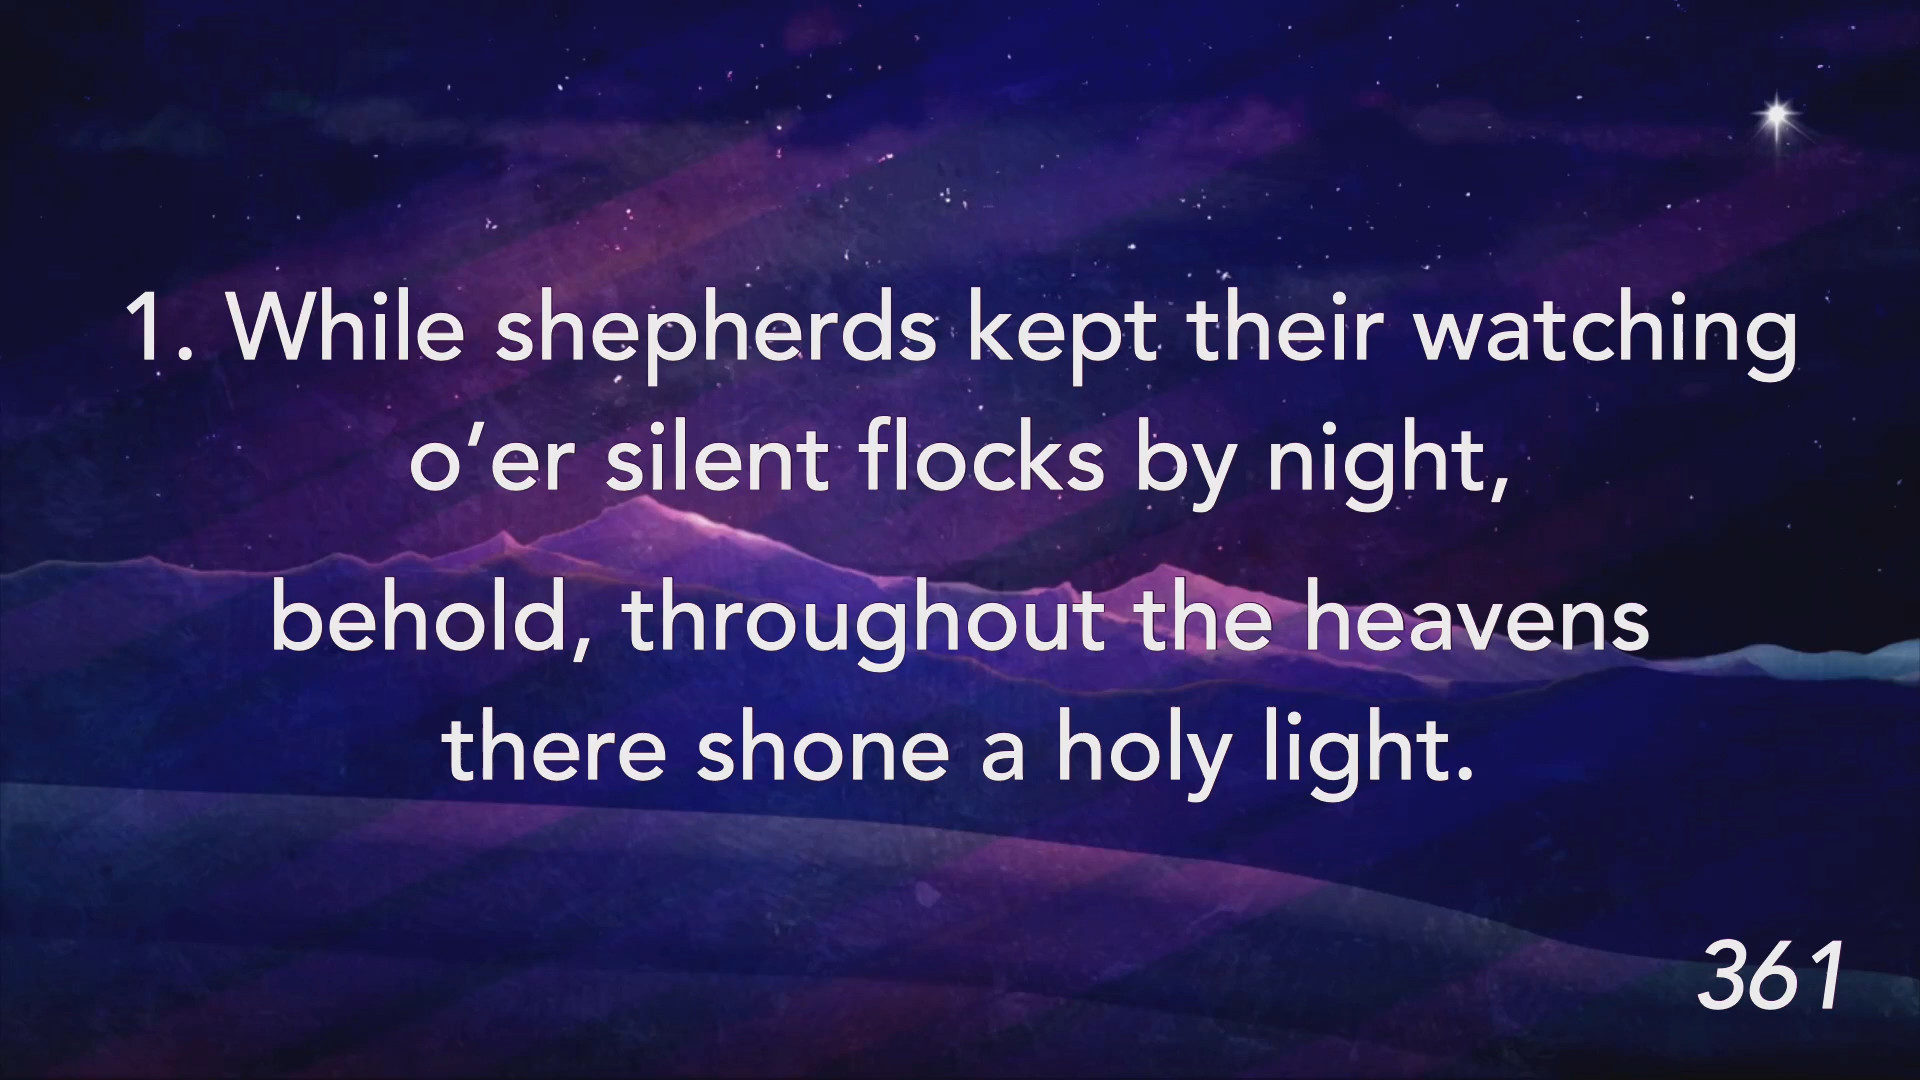 1. While shepherds kept their watching
o’er silent flocks by night,
behold, throughout the heavens
there shone a holy light.
361